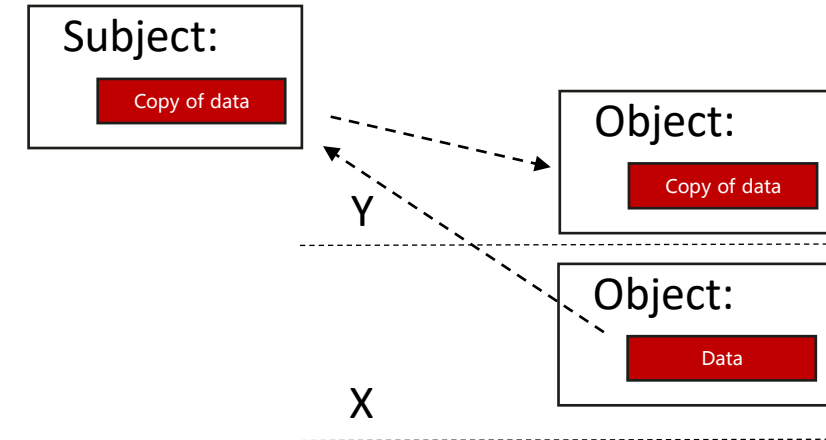 Subject:
Copy of data
Object:
Copy of data
Y
Object:
Data
X